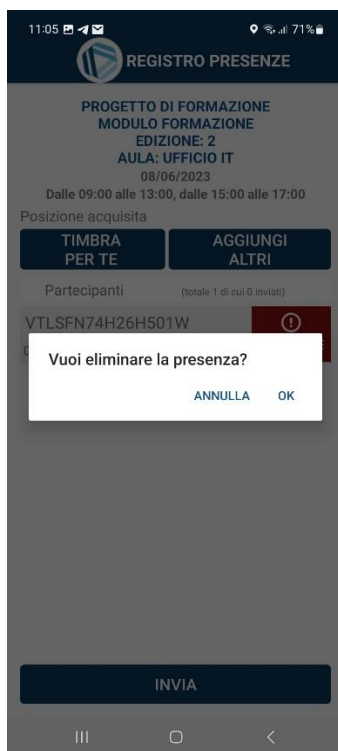 11:05 71%
REGISTRO PRESENZE
PROGETTO DI FORMAZIONE
MODULO FORMAZIONE
EDIZIONE: 2
AULA: UFFICIO IT
08/06/2023
Dalle 09:00 alle 13:00, dalle 15:00 alle 17:00
Posizione acquisita
TIMBRA
PER TE
AGGIUNGI
ALTRI
Partecipanti (totale 1 di cui 0 inviati)
VTLSFN74H26H501W
Vuoi eliminare la presenza?
ANNULLA OK
INVIA